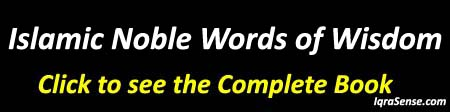 Islamic Noble Words of Wisdom
Click to see the Complete Book
IqraSense.com